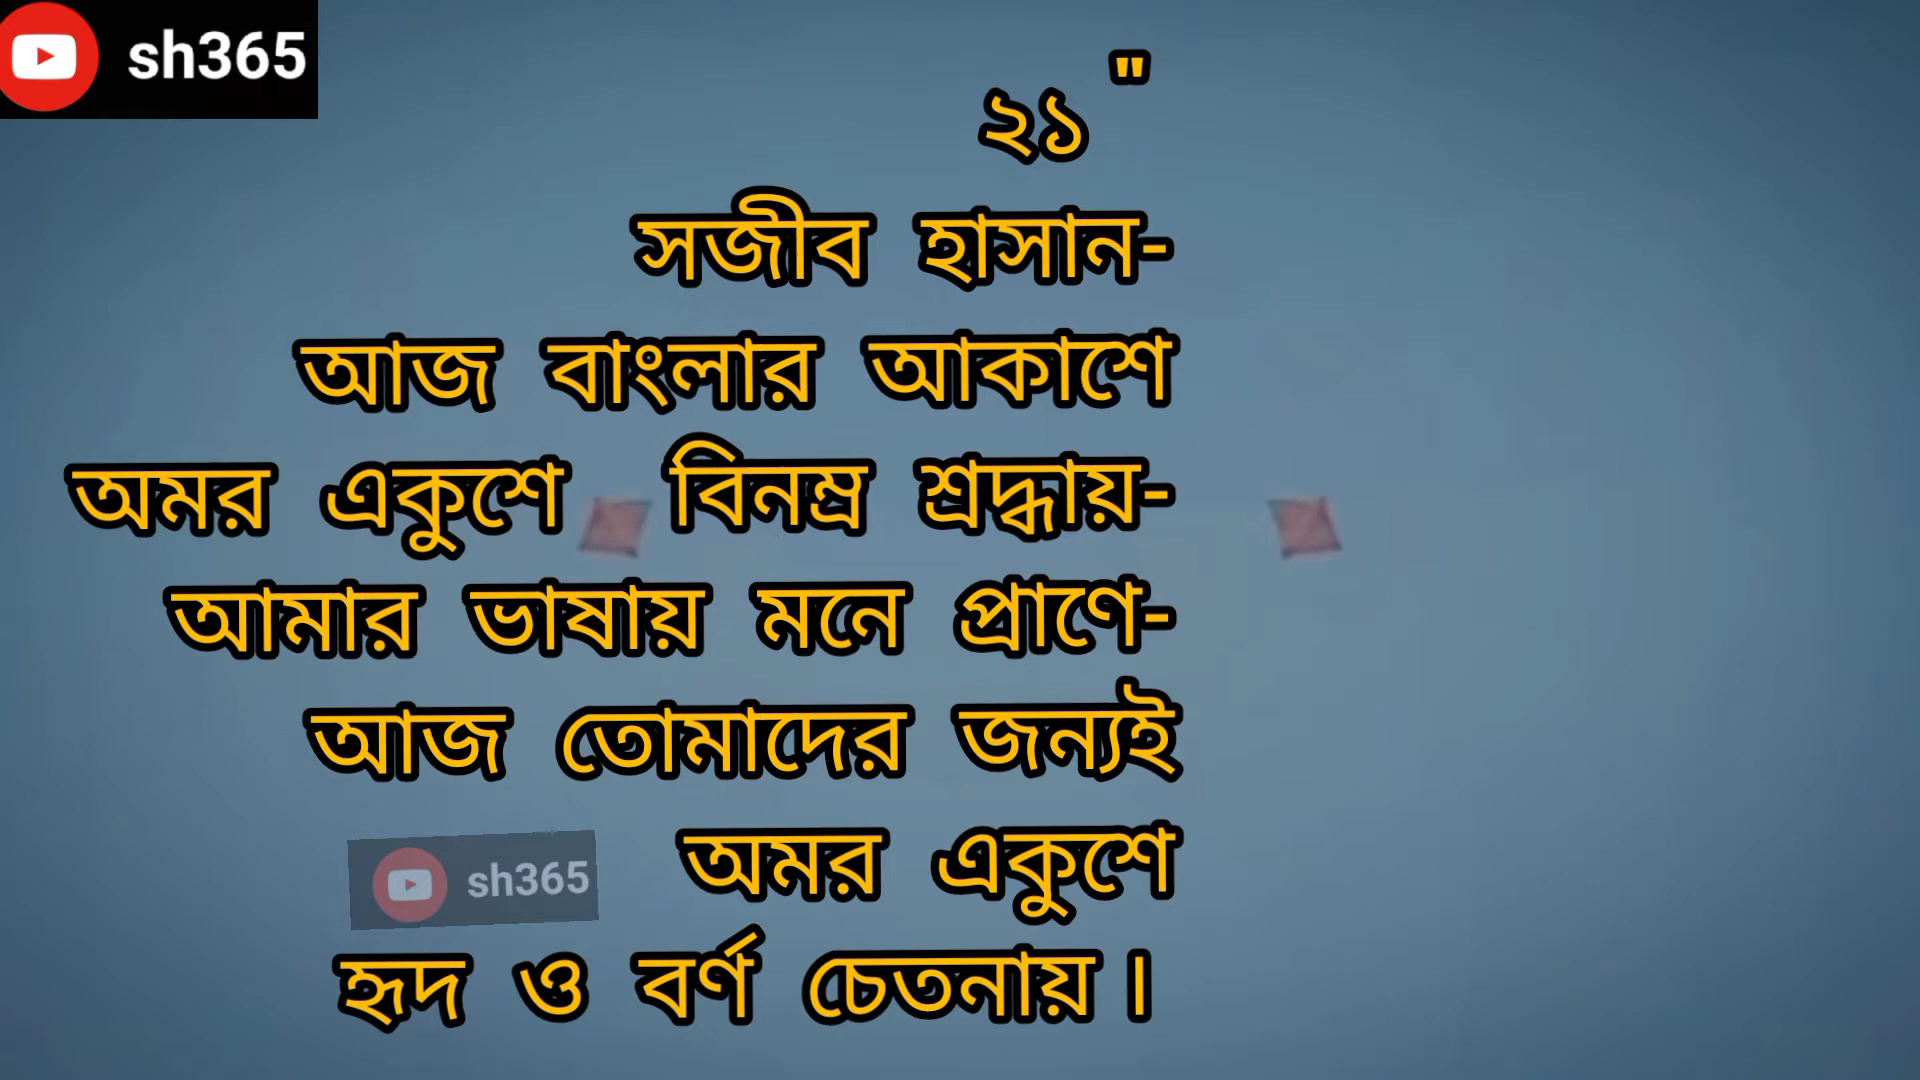 sh365
২১ "
সজীব হাসান-
আজ বাংলার আকাশে
অমর একুশে বিনম্র শ্রদ্ধায়-
আমার ভাষায় মনে প্রাণে-
আজ তোমাদের জন্যই
অমর একুশে
sh365
হৃদ ও বর্ণ চেতনায়।